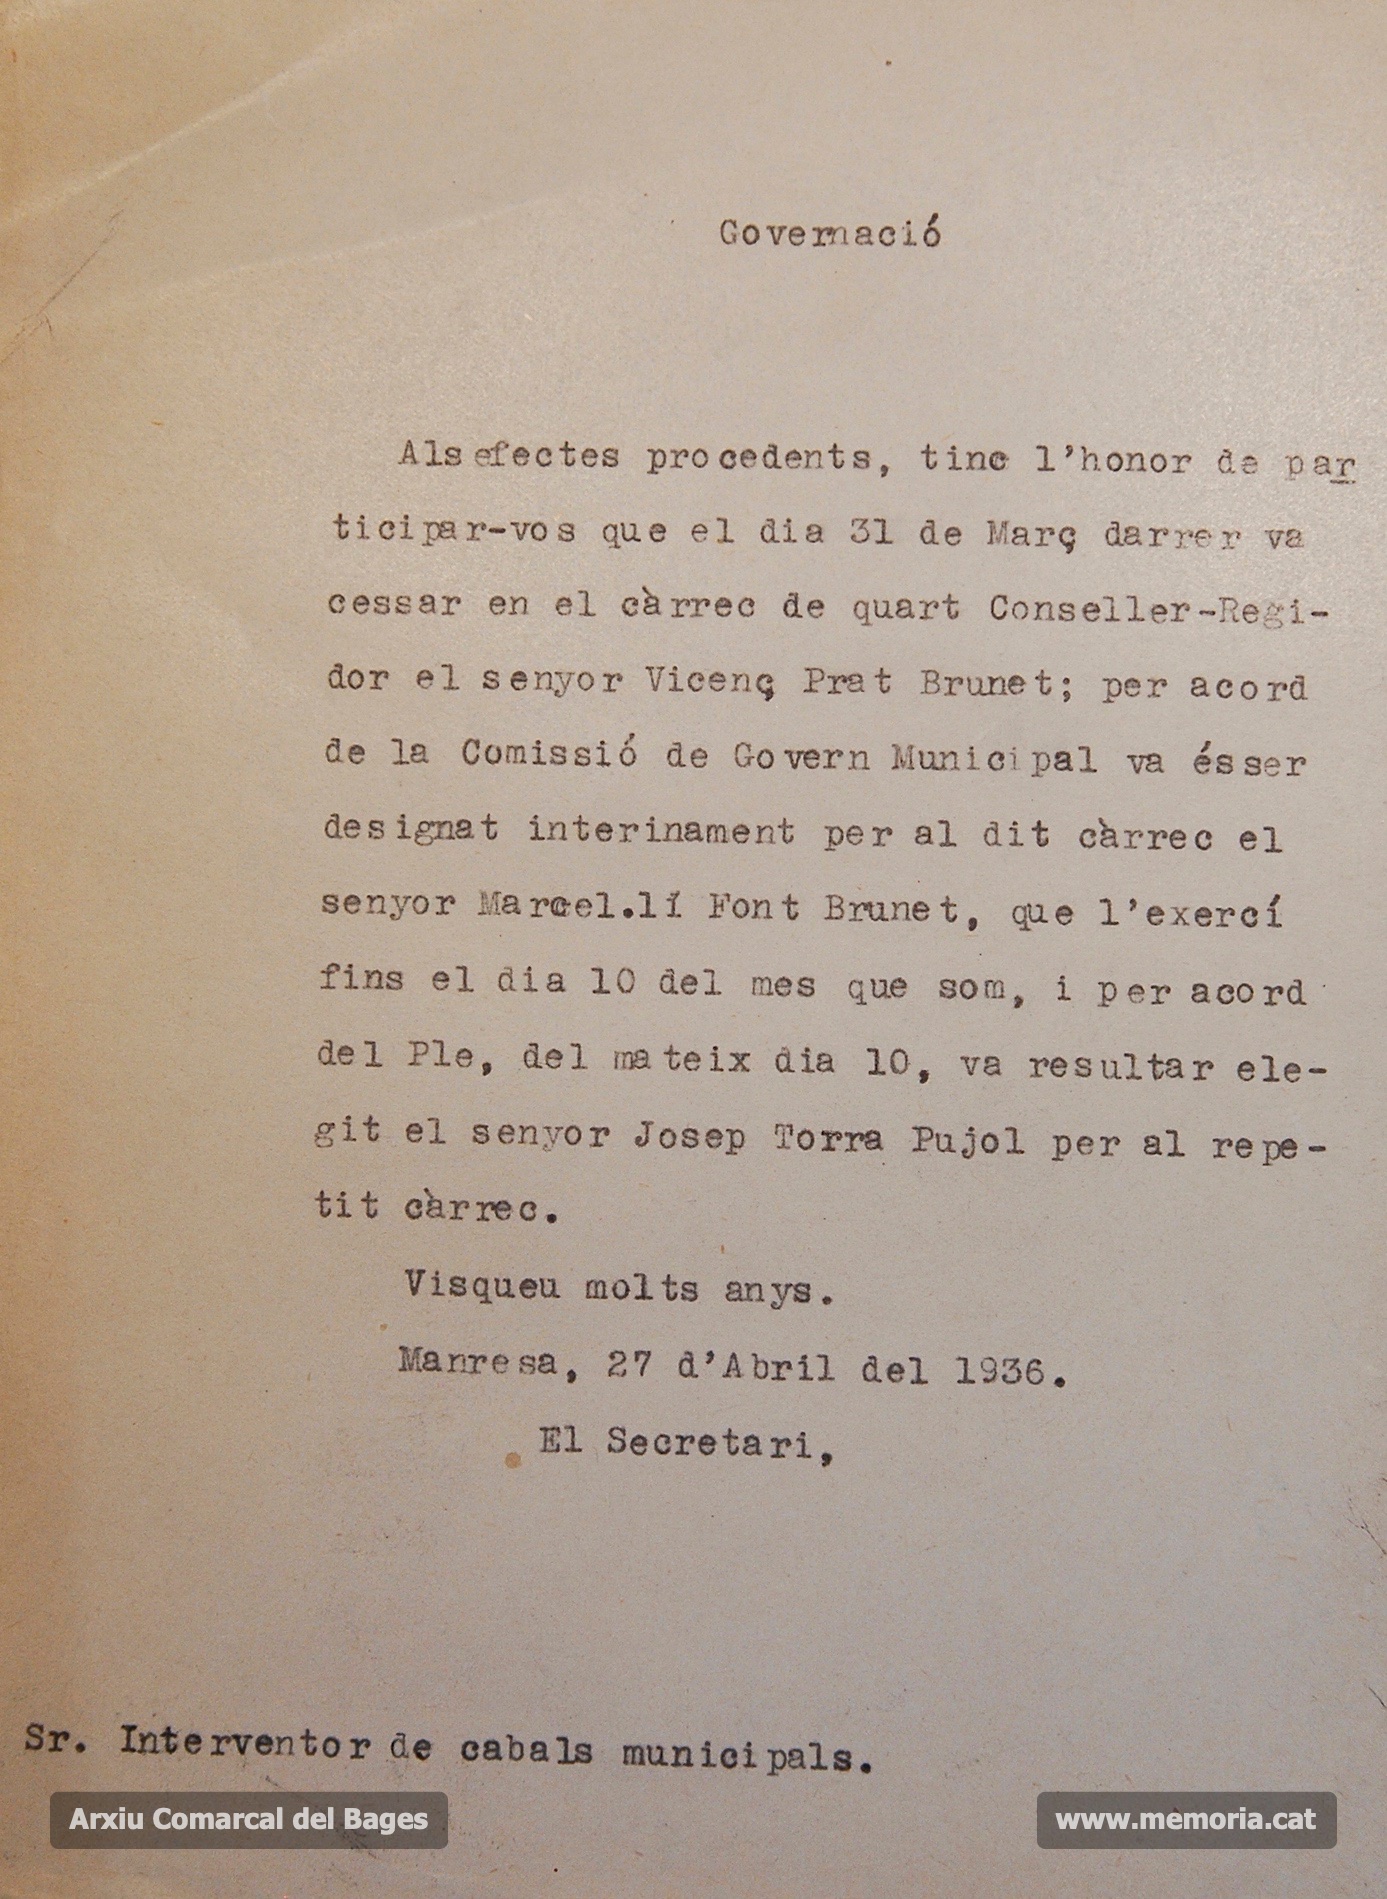 Governació
Als efectes procedents, tinc l'honor de par
ticipar-vos que el dia 31 de Març darrer va
cessar en el càrrec de quart Conseller-Regi-
dor el senyor Vicenç Prat Brunet; per acord
de la Comissió de Govern Municipal va ésser
designat interinament per al dit càrrec el
senyor Marcel.lí Font Brunet, que l'exercí
fins el dia 10 del mes que som, i per acord
del Ple, del mateix dia 10, va resultar ele-
git el senyor Josep Torra Pujol per al repe-
tit càrrec.
Visqueu molts anys.
Manresa, 27 d'Abril del 1936.
El Secretari,
Sr. Interventor de cabals municipals.
Arxiu Comarcal del Bages
www.memoria.cat